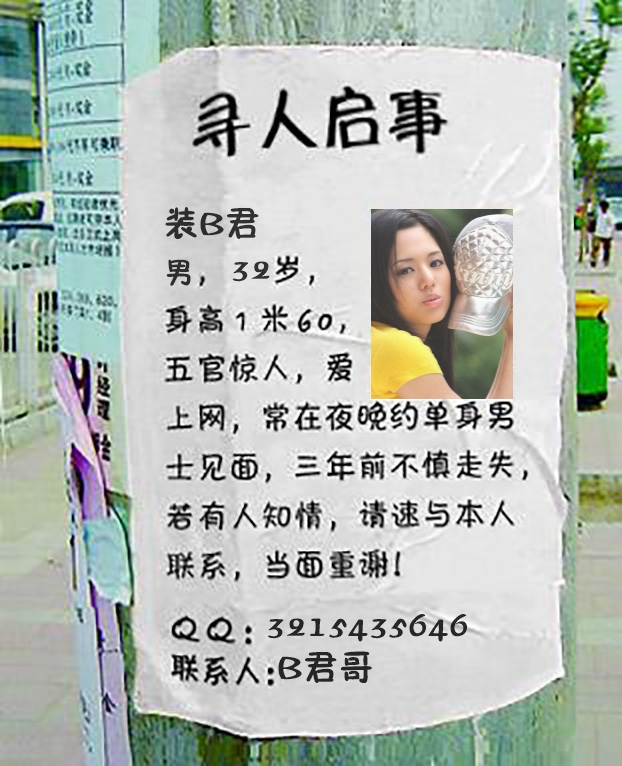 寻人启事
装B君
男，32岁，
身高1米60，
五官惊人，爱
上网，常在夜晚约单身男
士见面，三年前不慎走失，
若有人知情，请速与本人
联系，当面重谢！
QQ：3215435646
联系人:B君哥
经理